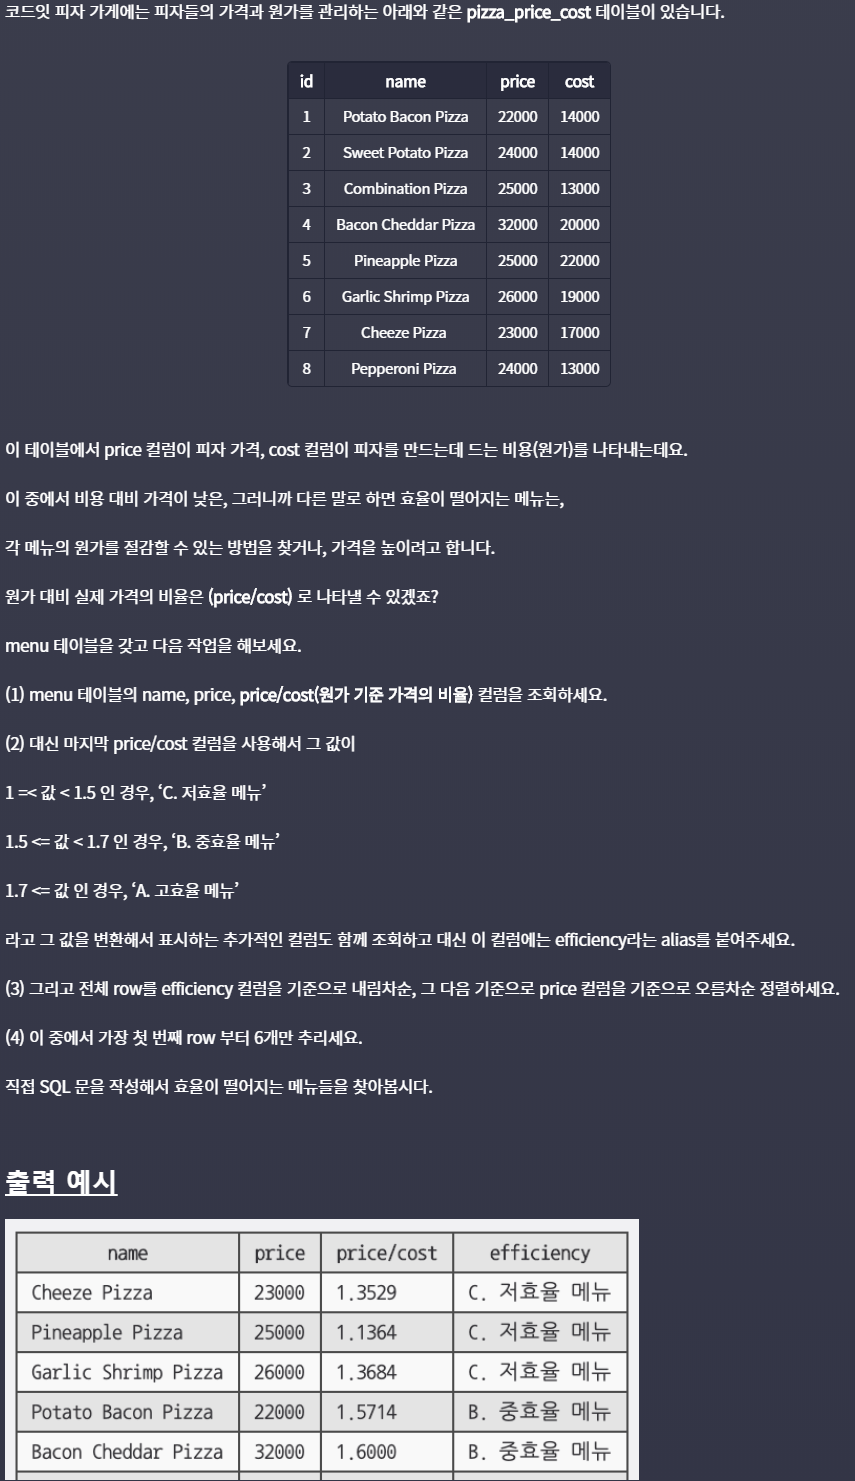 코드잇 피자 가게에는 피자들의 가격과 원가를 관리하는 아래와 같은 pizza_price_cost 테이블이 있습니다.
id name price cost
1 Potato Bacon Pizza 22000 14000
2 Sweet Potato Pizza 24000 14000
3 Combination Pizza 25000 13000
4 Bacon Cheddar Pizza 32000 20000
5 Pineapple Pizza 25000 22000
6 Garlic Shrimp Pizza 26000 19000
7 Cheeze Pizza 23000 17000
8 Pepperoni Pizza 24000 13000
이 테이블에서 price 컬럼이 피자 가격, cost 컬럼이 피자를 만드는데 드는 비용(원가)를 나타내는데요.
이 중에서 비용 대비 가격이 낮은, 그러니까 다른 말로 하면 효율이 떨어지는 메뉴는,
각 메뉴의 원가를 절감할 수 있는 방법을 찾거나, 가격을 높이려고 합니다.
원가 대비 실제 가격의 비율은 (price/cost) 로 나타낼 수 있겠죠?
menu 테이블을 갖고 다음 작업을 해보세요.
(1) menu 테이블의 name, price, price/cost(원가 기준 가격의 비율) 컬럼을 조회하세요.
(2) 대신 마지막 price/cost 컬럼을 사용해서 그 값이
1 =< 값 < 1.5 인 경우, ‘C. 저효율 메뉴’
1.5 <= 값 < 1.7 인 경우, ‘B. 중효율 메뉴’
1.7 <= 값 인 경우, ‘A. 고효율 메뉴’
라고 그 값을 변환해서 표시하는 추가적인 컬럼도 함께 조회하고 대신 이 컬럼에는 efficiency라는 alias를 붙여주세요.
(3) 그리고 전체 row를 efficiency 컬럼을 기준으로 내림차순, 그 다음 기준으로 price 컬럼을 기준으로 오름차순 정렬하세요.
(4) 이 중에서 가장 첫 번째 row 부터 6개만 추리세요.
직접 SQL 문을 작성해서 효율이 떨어지는 메뉴들을 찾아봅시다.
출력 예시
name price price/cost efficiency
Cheeze Pizza 23000 1.3529 C. 저효율 메뉴
Pineapple Pizza 25000 1.1364 C. 저효율 메뉴
Garlic Shrimp Pizza 26000 1.3684 C. 저효율 메뉴
Potato Bacon Pizza 22000 1.5714 B. 중효율 메뉴
Bacon Cheddar Pizza 32000 1.6000 B. 중효율 메뉴